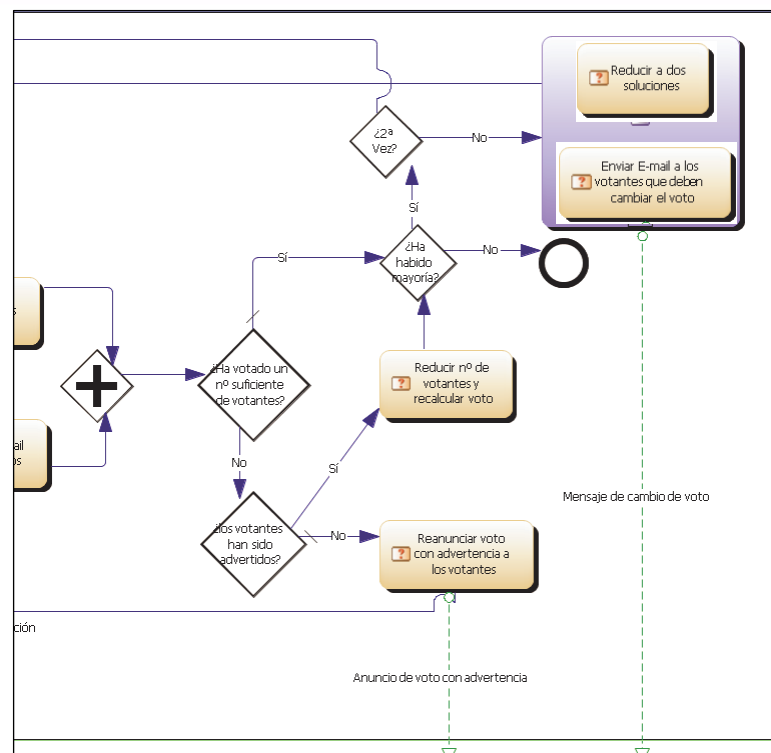 Reducir a dos
soluciones
¿2ª
Vez?
No
Enviar E-mail a los
votantes que deben
cambiar el voto
Sí
¿Ha
habido
mayoría?
No
Sí
s
¿Ha votado un
nº suficiente
de votantes?
Reducir nº de
votantes y
recalcular voto
ail
os
No
Sí
Mensaje de cambio de voto
¿los votantes
han sido
advertidos?
No
Reanunciar voto
con advertencia a
los votantes
ción
Anuncio de voto con advertencia